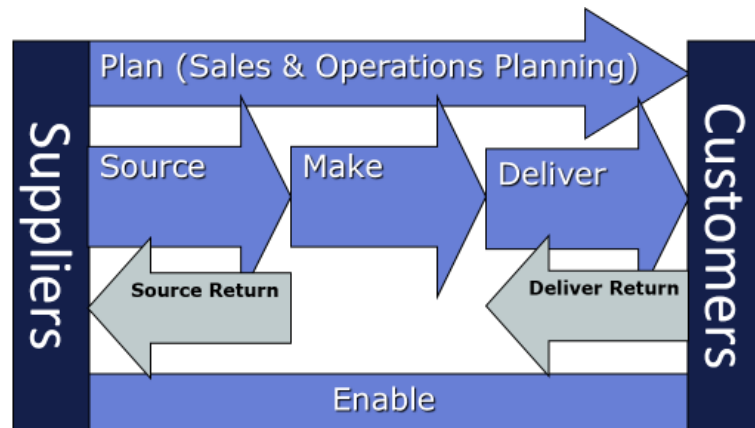 Suppliers
Plan (Sales & Operations Planning)
Source
Make
Deliver
Source Return
Deliver Return
Enable
Customers